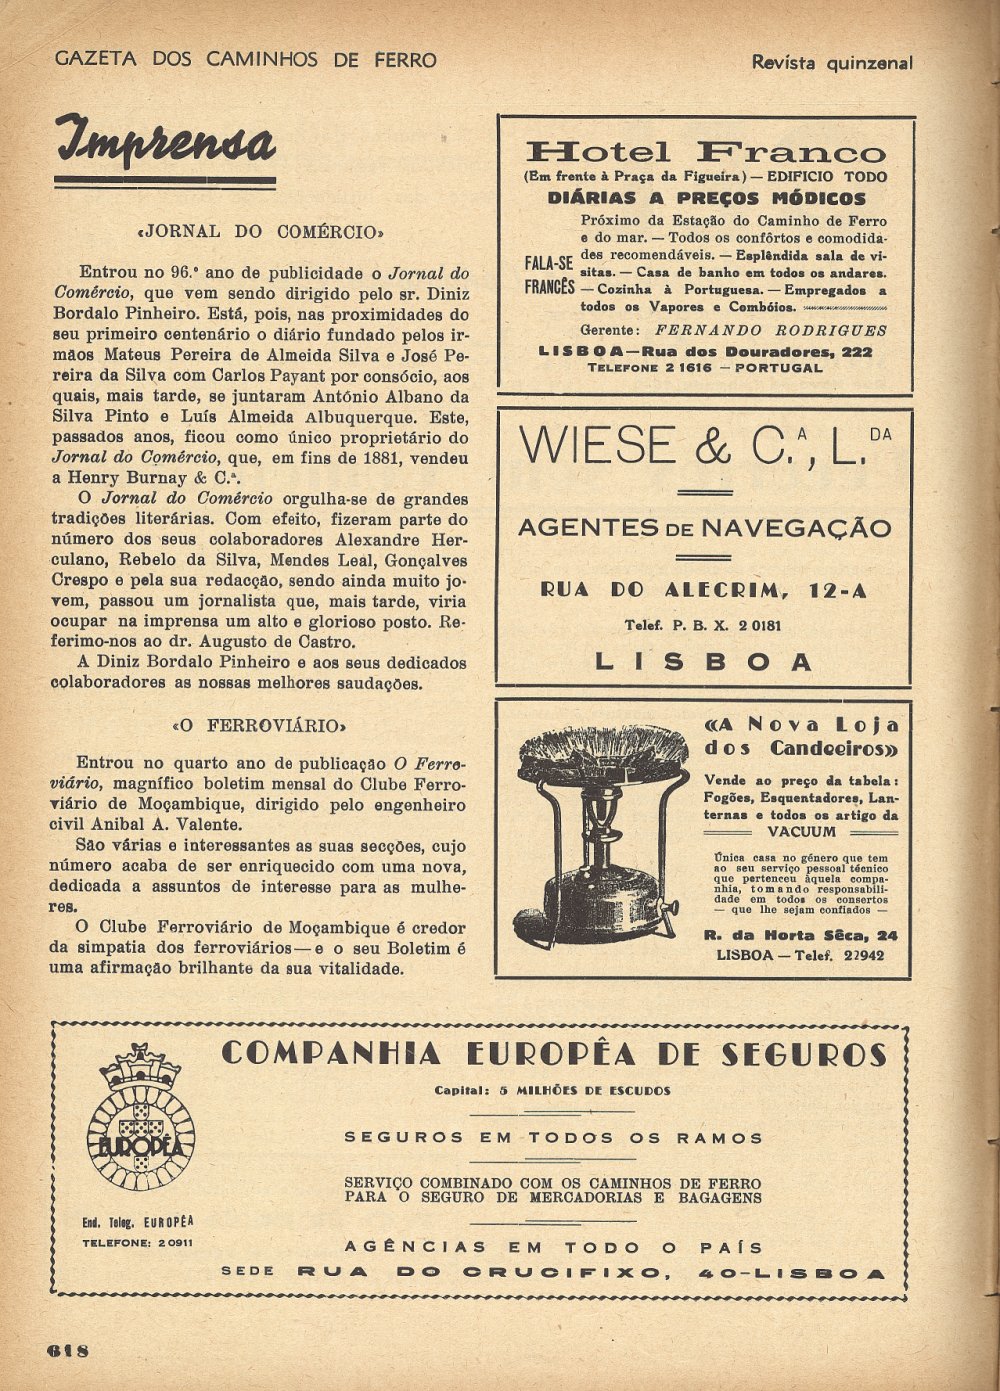 GAZETA DOS CAMINHOS DE FERRO
Revista quinzenal
Imprensa
«JORNAL DO COMÉRCIO»
Entrou no 96.º ano de publicidade o Jornal do
Comércio, que vem sendo dirigido pelo sr. Diniz
Bordalo Pinheiro. Está, pois, nas proximidades do
seu primeiro centenário o diário fundado pelos ir-
mãos Mateus Pereira de Almeida Silva e José Pe-
reira da Silva com Carlos Payant por consócio, aos
quais, mais tarde, se juntaram António Albano da
Silva Pinto e Luís Almeida Albuquerque. Este,
passados anos, ficou como único proprietário do
Jornal do Comércio, que, em fins de 1881, vendeu
a Henry Burnay & C.ª.
O Jornal do Comércio orgulha-se de grandes
tradições literárias. Com efeito, fizeram parte do
número dos seus colaboradores Alexandre Her-
culano, Rebelo da Silva, Mendes Leal, Gonçalves
Crespo e pela sua redacção, sendo ainda muito jo-
vem, passou um jornalista que, mais tarde, viria
ocupar na imprensa um alto e glorioso posto. Re-
ferimo-nos ao dr. Augusto de Castro.
A Diniz Bordalo Pinheiro e aos seus dedicados
colaboradores as nossas melhores saudações.
«O FERROVIÁRIO»
Entrou no quarto ano de publicação O Ferro-
viário, magnífico boletim mensal do Clube Ferro-
viário de Moçambique, dirigido pelo engenheiro
civil Anibal A. Valente.
São várias e interessantes as suas secções, cujo
número acaba de ser enriquecido com uma nova,
dedicada a assuntos de interesse para as mulhe-
res.
O Clube Ferroviário de Moçambique é credor
da simpatia dos ferroviários—e o seu Boletim é
uma afirmação brilhante da sua vitalidade.
Hotel Franco
(Em frente à Praça da Figueira) — EDIFICIO TODO
DIÁRIAS A PREÇOS MÓDICOS
FALA-SE
FRANCÊS
Próximo da Estação do Caminho de Ferro
e do mar. — Todos os confôrtos e comodida-
des recomendáveis. — Esplêndida sala de vi-
sitas. — Casa de banho em todos os andares.
— Cozinha à Portuguesa. — Empregados a
todos os Vapores e Combóios.
Gerente: FERNANDO RODRIGUES
LISBOA—Rua dos Douradores, 222
TELEFONE 2 1616 — PORTUGAL
WIESE & C.A, L.DA
AGENTES DE NAVEGAÇÃO
RUA DO ALECRIM, 12-A
Telef. P. B. X. 2 0181
LISBOA
«A Nova Loja
dos Candeeiros»
Vende ao preço da tabela:
Fogões, Esquentadores, Lan-
ternas e todos os artigo da
VACUUM
Única casa no género que tem
ao seu serviço pessoal técnico
que pertenceu àquela compa-
nhia, tomando responsabili-
dade em todos os consertos
— que lhe sejam confiados —
R. da Horta Sêca, 24
LISBOA — Telef. 22942
COMPANHIA EUROPÊA DE SEGUROS
Capital: 5 MILHÕES DE ESCUDOS
SEGUROS EM TODOS OS RAMOS
SERVIÇO COMBINADO COM OS CAMINHOS DE FERRO
PARA O SEGURO DE MERCADORIAS E BAGAGENS
AGÊNCIAS EM TODO O PAÍS
SEDE RUA DO CRUCIFIXO, 40-LISBOA
EUROPÊA
End. Teleg. EUROPÊA
TELEFONE: 2 0911
618